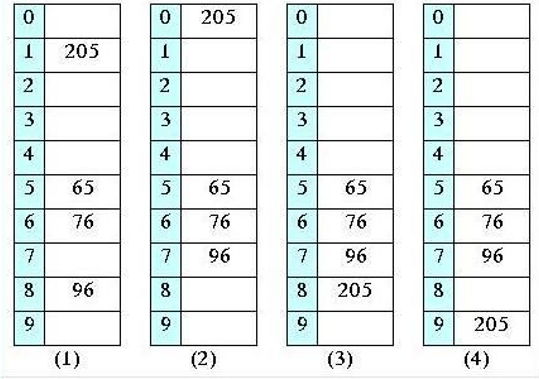 0 0 205 0 0
1 205 1 1 1
2 2 2 2
3 3 3 3
4 4 4 4
5 65 5 65 5 65 5 65
6 76 6 76 6 76 6 76
7 7 96 7 96 7 96
8 96 8 8 205 8
9 9 9 9 205
(1) (2) (3) (4)